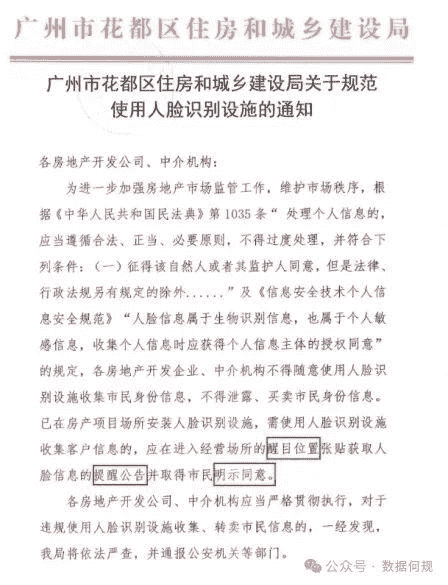 广州市花都区住房和城乡建设局
广州市花都区住房和城乡建设局关于规范
使用人脸识别设施的通知
各房地产开发公司、中介机构:
为进一步加强房地产市场监管工作，维护市场秩序，根
据《中华人民共和国民法典》第 1035 条“ 处理个人信息的，
应当遵循合法、正当、必要原则，不得过度处理，并符合下
列条件：（一）征得该自然人或者其监护人同意，但是法律、
行政法规另有规定的除外......”及《信息安全技术个人信
息安全规范》“人脸信息属于生物识别信息，也属于个人敏
感信息，收集个人信息时应获得个人信息主体的授权同意”
的规定，各房地产开发企业、中介机构不得随意使用人脸识
别设施收集市民身份信息，不得泄露、买卖市民身份信息。
已在房产项目场所安装人脸识别设施，需使用人脸识别设施
收集客户信息的，应在进入经营场所的醒目位置张贴获取人
脸信息的提醒公告并取得市民明示同意。
各房地产开发公司、中介机构应当严格贯彻执行，对于
违规使用人脸识别设施收集、转卖市民信息的，一经发现，
我局将依法严查，并通报公安机关等部门。
公众号 · 数据何规